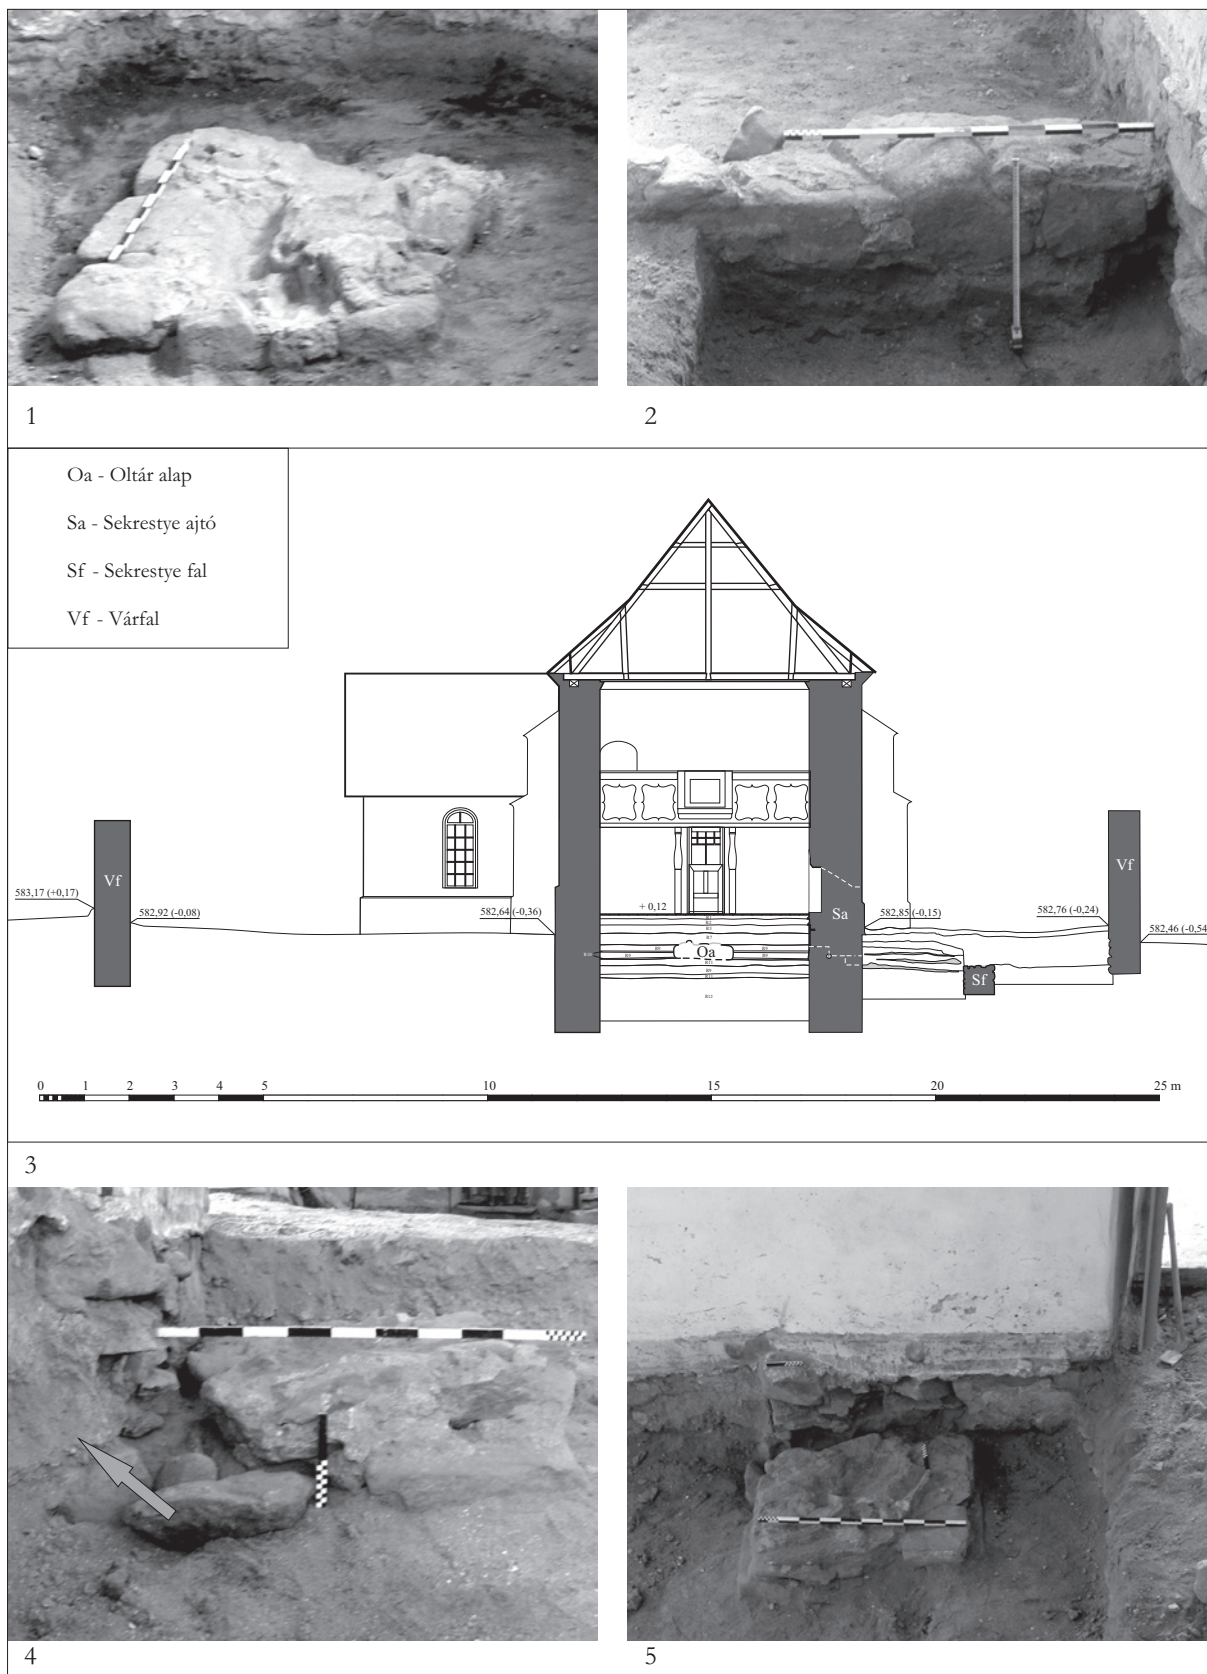 1
2
Oa - Oltár alap
Sa - Sekrestye ajtó
Sf - Sekrestye fal
Vf - Várfal
Vf
Vf
583,17 (+0,17)
582,92 (-0,08)
582,64 (-0,36)
+ 0,12
Sa
582,85 (-0,15)
582,76 (-0,24)
582,46 (-0,54)
Oa
Sf
0 1 2 3 4 5 10 15 20 25 m
3
4
5